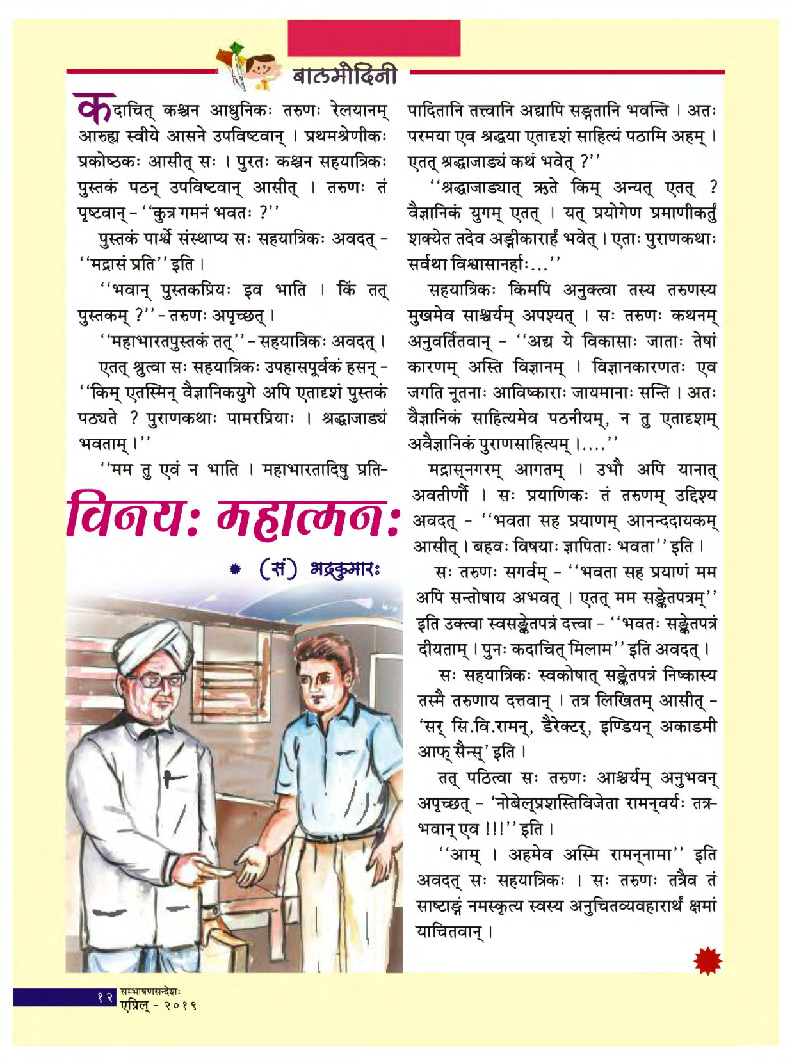 बालमोदिनी
कदाचित् कश्चन आधुनिकः तरुणः रेलयानम्
आरुह्य स्वीये आसने उपविष्टवान् । प्रथमश्रेणीकः
प्रकोष्ठकः आसीत् सः । पुरतः कश्चन सहयात्रिकः
पुस्तकं पठन् उपविष्टवान् आसीत् । तरुणः तं
पृष्टवान् – ‘‘कुत्र गमनं भवतः ?’’
पुस्तकं पार्श्वे संस्थाप्य सः सहयात्रिकः अवदत् –
‘‘मद्रासं प्रति’’ इति ।
‘‘भवान् पुस्तकप्रियः इव भाति । किं तत्
पुस्तकम् ?’’ – तरुणः अपृच्छत् ।
‘‘महाभारतपुस्तकं तत्’’ – सहयात्रिकः अवदत् ।
एतत् श्रुत्वा सः सहयात्रिकः उपहासपूर्वकं हसन् –
‘‘किम् एतस्मिन् वैज्ञानिकयुगे अपि एतादृशं पुस्तकं
पठ्यते ? पुराणकथाः पामरप्रियाः । श्रद्धाजाड्यं
भवताम् ।’’
‘‘मम तु एवं न भाति । महाभारतादिषु प्रति-
विनयः महात्मनः
* (सं) भद्रकुमारः
पादितानि तत्त्वानि अद्यापि सङ्गतानि भवन्ति । अतः
परमया एव श्रद्धया एतादृशं साहित्यं पठामि अहम् ।
एतत् श्रद्धाजाड्यं कथं भवेत् ?’’
‘‘श्रद्धाजाड्यात् ऋते किम् अन्यत् एतत् ?
वैज्ञानिकं युगम् एतत् । यत् प्रयोगेण प्रमाणीकर्तुं
शक्येत तदेव अङ्गीकारार्हं भवेत् । एताः पुराणकथाः
सर्वथा विश्वासानर्हाः...’’
सहयात्रिकः किमपि अनुक्त्वा तस्य तरुणस्य
मुखमेव साश्चर्यम् अपश्यत् । सः तरुणः कथनम्
अनुवर्तितवान् – ‘‘अद्य ये विकासाः जाताः तेषां
कारणम् अस्ति विज्ञानम् । विज्ञानकारणतः एव
जगति नूतनाः आविष्काराः जायमानाः सन्ति । अतः
वैज्ञानिकं साहित्यमेव पठनीयम्, न तु एतादृशम्
अवैज्ञानिकं पुराणसाहित्यम् ।....’’
मद्रास्‌नगरम् आगतम् । उभौ अपि यानात्
अवतीर्णौ । सः प्रयाणिकः तं तरुणम् उद्दिश्य
अवदत् – ‘‘भवता सह प्रयाणम् आनन्ददायकम्
आसीत् । बहवः विषयाः ज्ञापिताः भवता’’ इति ।
सः तरुणः सगर्वम् – ‘‘भवता सह प्रयाणं मम
अपि सन्तोषाय अभवत् । एतत् मम सङ्केतपत्रम्’’
इति उक्त्वा स्वसङ्केतपत्रं दत्त्वा – ‘‘भवतः सङ्केतपत्रं
दीयताम् । पुनः कदाचित् मिलाम’’ इति अवदत् ।
सः सहयात्रिकः स्वकोषात् सङ्केतपत्रं निष्कास्य
तस्मै तरुणाय दत्तवान् । तत्र लिखितम् आसीत् –
‘सर् सि.वि.रामन्, डैरेक्टर्, इण्डियन् अकाडमी
आफ् सैन्स्’ इति ।
तत् पठित्वा सः तरुणः आश्चर्यम् अनुभवन्
अपृच्छत् – ‘नोबेल्‌प्रशस्तिविजेता रामन्‌वर्यः तत्र-
भवान् एव !!!’’ इति ।
‘‘आम् । अहमेव अस्मि रामन्‌नामा’’ इति
अवदत् सः सहयात्रिकः । सः तरुणः तत्रैव तं
साष्टाङ्गं नमस्कृत्य स्वस्य अनुचितव्यवहारार्थं क्षमां
याचितवान् ।
१२ सम्भाषणसन्देशः
एप्रिल् – २०१९